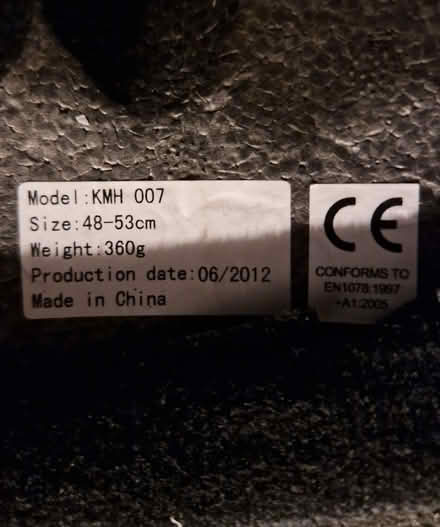 Model:KMH 007
Size:48-53cm
Weight:360g
Production date:06/2012
Made in China
CE
CONFORMS TO
EN1078:1997
+A1:2005